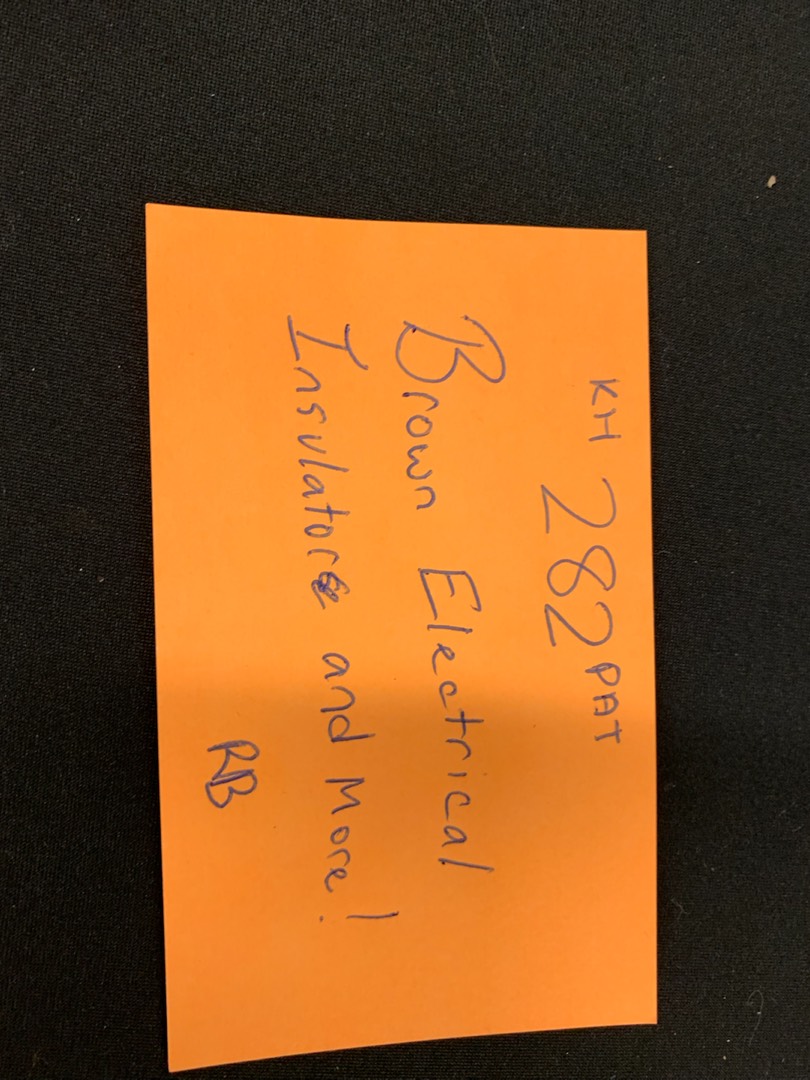 KH 282 PAT
Brown Electrical
Insulators and More!
RB